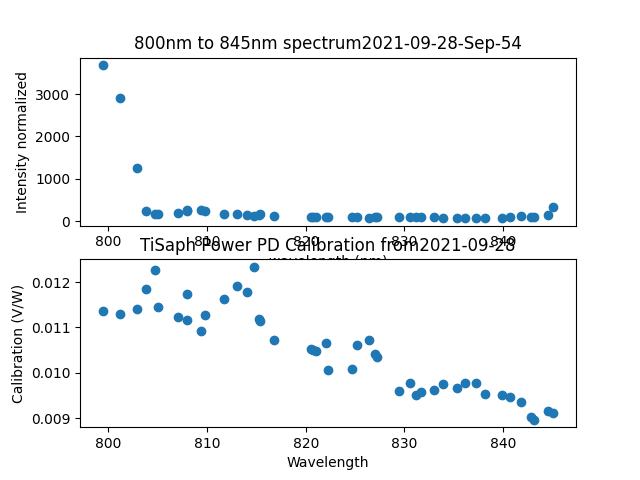 800nm to 845nm spectrum2021-09-28-Sep-54
Intensity normalized
3000
2000
1000
0
800 810 820 830 840
wavelength (nm)
TiSaph Power PD Calibration from2021-09-28
Calibration (V/W)
0.012
0.011
0.010
0.009
800 810 820 830 840
Wavelength